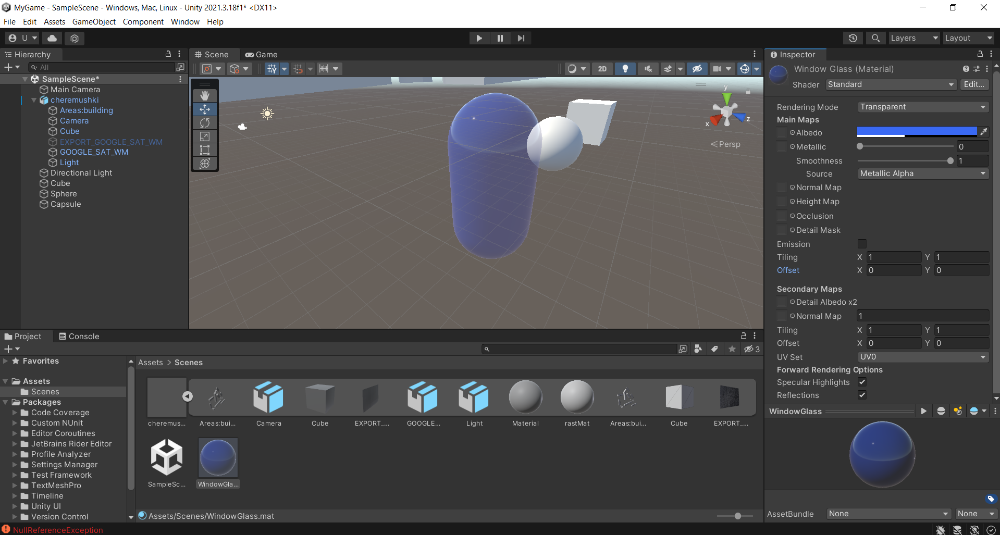 MyGame - SampleScene - Windows, Mac, Linux - Unity 2021.3.18f1* <DX11>
File Edit Assets GameObject Component Window Help
U
Layers
Layout
Hierarchy
All
SampleScene*
Main Camera
cheremushki
Areas:building
Camera
Cube
EXPORT_GOOGLE_SAT_WM
GOOGLE_SAT_WM
Light
Directional Light
Cube
Sphere
Capsule
Scene
Game
2D
y
x
z
Persp
Inspector
Window Glass (Material)
Shader Standard Edit...
Rendering Mode Transparent
Main Maps
Albedo
Metallic 0
Smoothness 1
Source Metallic Alpha
Normal Map
Height Map
Occlusion
Detail Mask
Emission
Tiling X 1 Y 1
Offset X 0 Y 0
Secondary Maps
Detail Albedo x2
Normal Map 1
Tiling X 1 Y 1
Offset X 0 Y 0
UV Set UV0
Forward Rendering Options
Specular Highlights
Reflections
WindowGlass
AssetBundle None None
Project
Console
3
Favorites
Assets
Scenes
Packages
Code Coverage
Custom NUnit
Editor Coroutines
JetBrains Rider Editor
Profile Analyzer
Settings Manager
Test Framework
TextMeshPro
Timeline
Unity UI
Version Control
Assets > Scenes
cheremus...
Areas:bui...
Camera
Cube
EXPORT_...
GOOGLE...
Light
Material
rastMat
Areas:bui...
Cube
EXPORT_...
SampleSc...
WindowGla...
Assets/Scenes/WindowGlass.mat
NullReferenceException